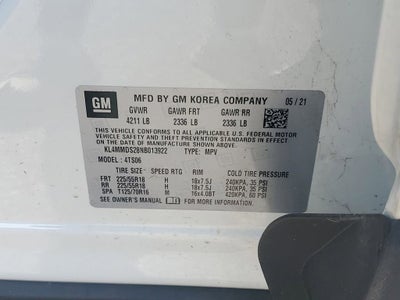 GM
MFD BY GM KOREA COMPANY 05/21
GVWR GAWR FRT GAWR RR
4211 LB 2336 LB 2336 LB
THIS VEHICLE CONFORMS TO ALL APPLICABLE U.S. FEDERAL MOTOR
VEHICLE SAFETY AND THEFT PREVENTION STANDARDS IN EFFECT ON THE
DATE OF MANUFACTURE SHOWN ABOVE.
KL4MMDS28NB013922 TYPE: MPV
MODEL: 4TS06
TIRE SIZE SPEED RTG RIM COLD TIRE PRESSURE
FRT 225/55R18 H 18x7.5J 240KPA, 35 PSI
RR 225/55R18 H 18x7.5J 240KPA, 35 PSI
SPA T125/70R16 M 16x4.0BT 420KPA, 60 PSI
SEE OWNER'S MANUAL FOR ADDITIONAL INFORMATION.